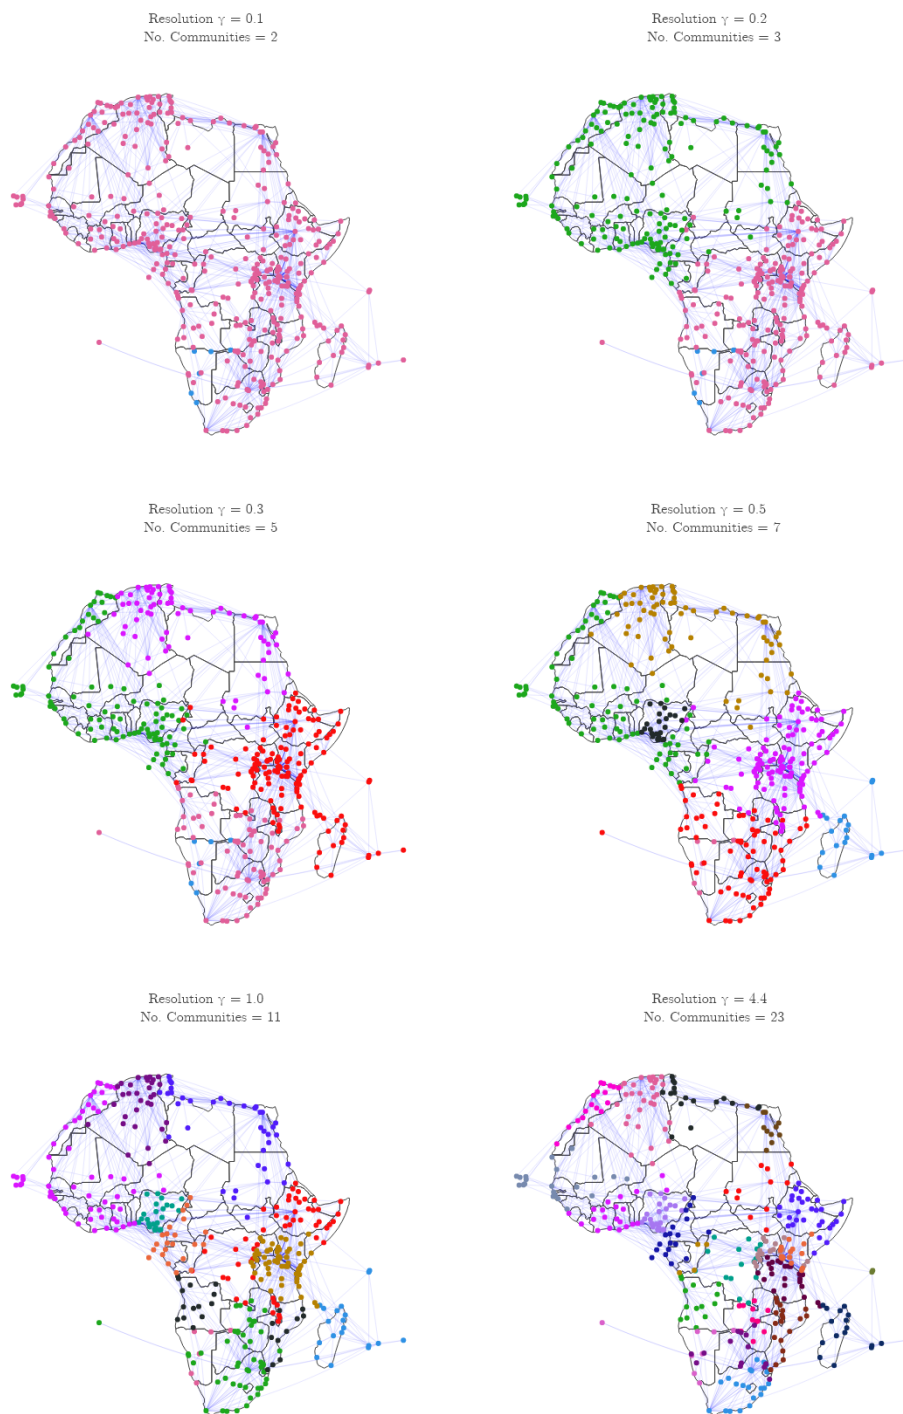 Resolution γ = 0.1
No. Communities = 2
Resolution γ = 0.2
No. Communities = 3
Resolution γ = 0.3
No. Communities = 5
Resolution γ = 0.5
No. Communities = 7
Resolution γ = 1.0
No. Communities = 11
Resolution γ = 4.4
No. Communities = 23